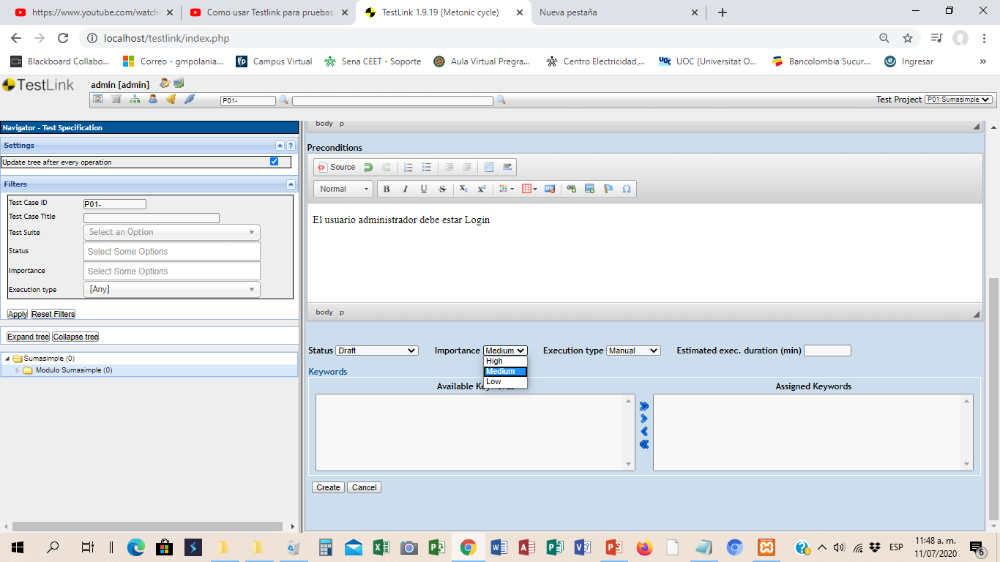 https://www.youtube.com/watch
Como usar Testlink para pruebas
TestLink 1.9.19 (Metonic cycle)
Nueva pestaña
localhost/testlink/index.php
Blackboard Collabo...
Correo - gmpolania...
Campus Virtual
Sena CEET - Soporte
Aula Virtual Pregra...
Centro Electricidad,...
UOC (Universitat O...
Bancolombia Sucur...
Ingresar
»
TestLink
admin [admin]
P01-
Test Project P01:Sumasimple
Navigator - Test Specification
Settings
?
Update tree after every operation
Filters
Test Case ID P01-
Test Case Title
Test Suite Select an Option
Status Select Some Options
Importance Select Some Options
Execution type [Any]
Apply Reset Filters
Expand tree Collapse tree
Sumasimple (0)
Modulo Sumasimple (0)
body p
Preconditions
Source
Normal B I U S X₂ X² Ω
El usuario administrador debe estar Login
body p
Status Draft Importance Medium Execution type Manual Estimated exec. duration (min)
High
Medium
Low
Keywords
Available Keywords
Assigned Keywords
Create Cancel
ESP
11:48 a. m.
11/07/2020
6